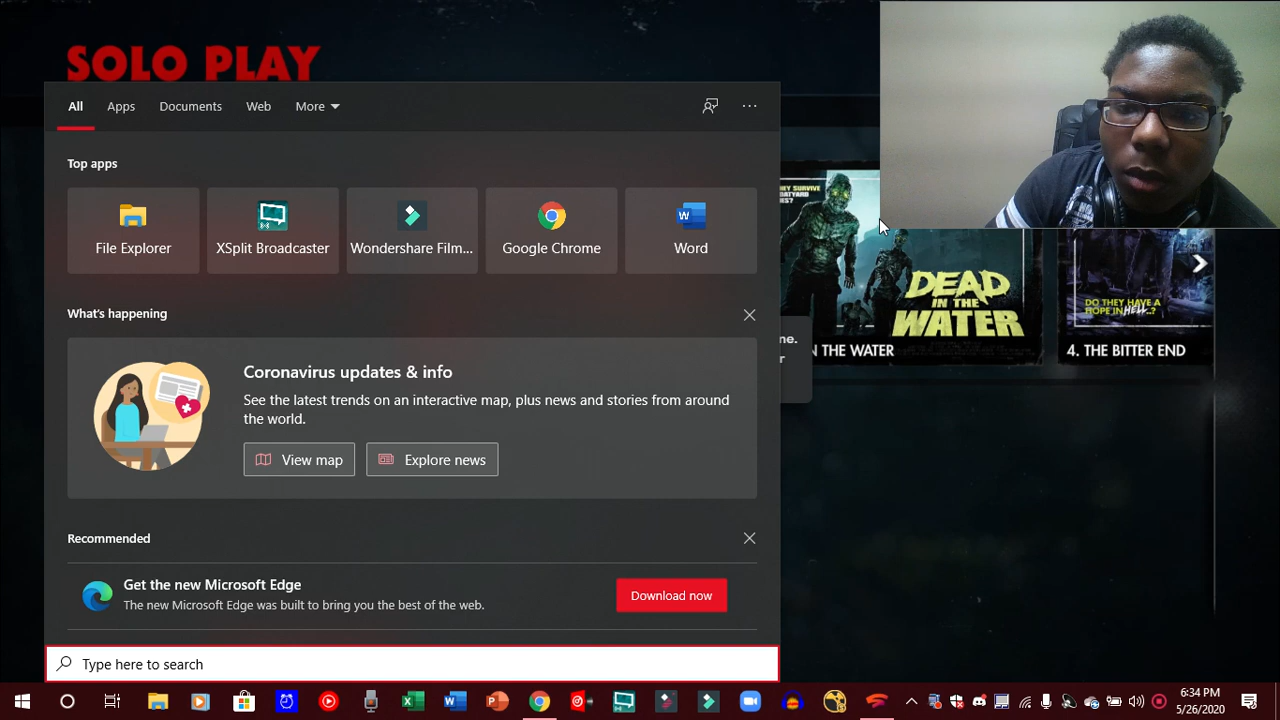 SOLO PLAY
All Apps Documents Web More
Top apps
File Explorer XSplit Broadcaster Wondershare Film... Google Chrome Word
What's happening
Coronavirus updates & info
See the latest trends on an interactive map, plus news and stories from around
the world.
View map Explore news
Recommended
Get the new Microsoft Edge
The new Microsoft Edge was built to bring you the best of the web.
Download now
Type here to search
DEAD
IN THE
WATER
N THE WATER
ne.
r
DO THEY HAVE A
HOPE IN HELL..?
4. THE BITTER END
6:34 PM
5/26/2020